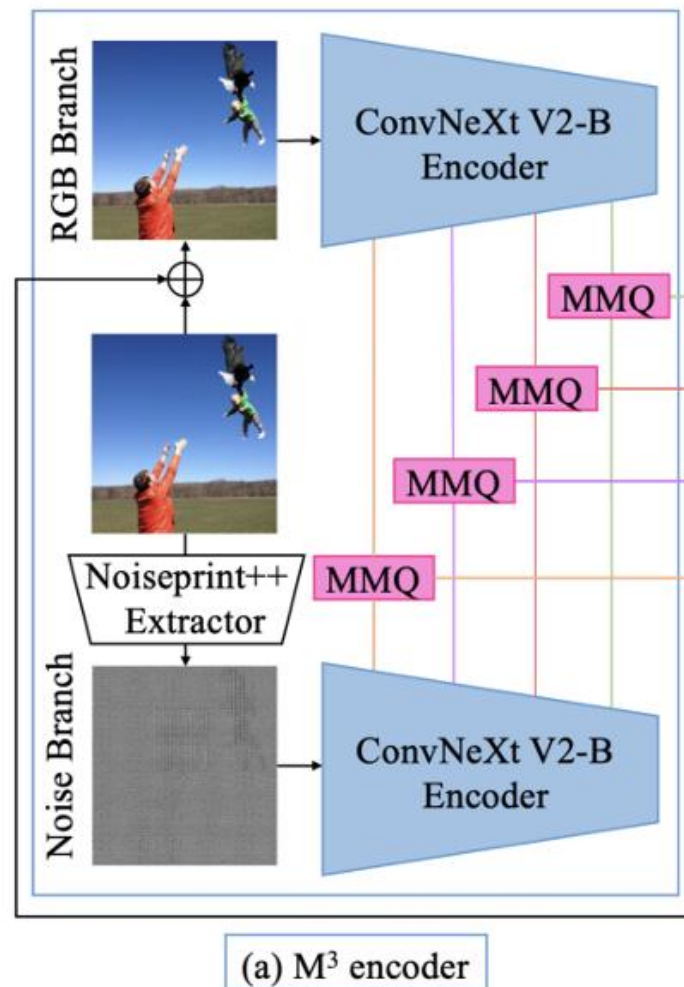 RGB Branch
ConvNeXt V2-B
Encoder
MMQ
MMQ
MMQ
MMQ
Noiseprint++
Extractor
Noise Branch
ConvNeXt V2-B
Encoder
(a) M³ encoder